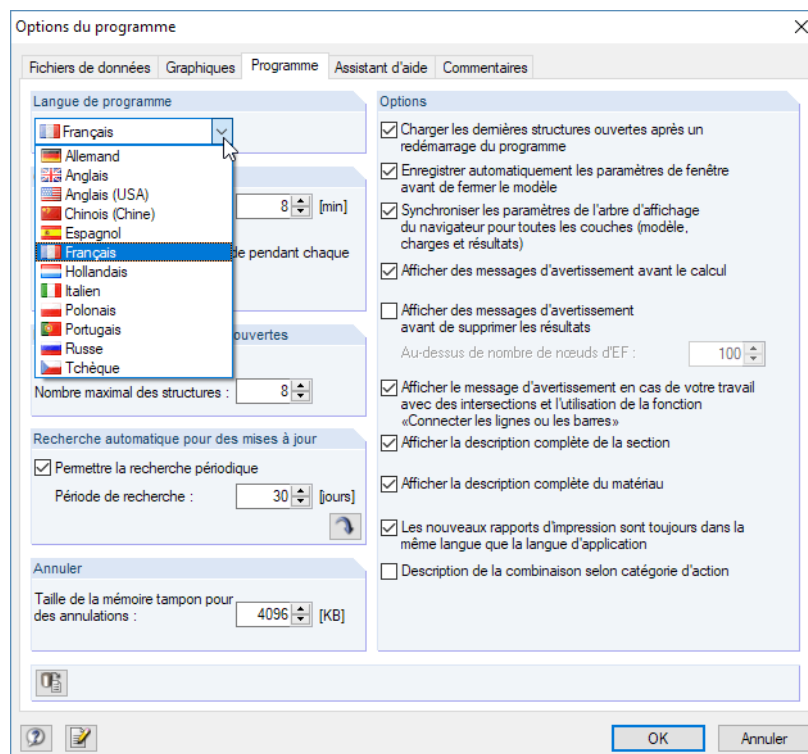 Options du programme
Fichiers de données
Graphiques
Programme
Assistant d'aide
Commentaires
Langue de programme
Français
Allemand
Anglais
Anglais (USA)
Chinois (Chine)
Espagnol
Français
Hollandais
Italien
Polonais
Portugais
Russe
Tchèque
8 [min]
de pendant chaque
ouvertes
Nombre maximal des structures : 8
Recherche automatique pour des mises à jour
Permettre la recherche périodique
Période de recherche : 30 [jours]
Annuler
Taille de la mémoire tampon pour
des annulations : 4096 [KB]
Options
Charger les dernières structures ouvertes après un
redémarrage du programme
Enregistrer automatiquement les paramètres de fenêtre
avant de fermer le modèle
Synchroniser les paramètres de l'arbre d'affichage
du navigateur pour toutes les couches (modèle,
charges et résultats)
Afficher des messages d'avertissement avant le calcul
Afficher des messages d'avertissement
avant de supprimer les résultats
Au-dessus de nombre de nœuds d'EF : 100
Afficher le message d'avertissement en cas de votre travail
avec des intersections et l'utilisation de la fonction
«Connecter les lignes ou les barres»
Afficher la description complète de la section
Afficher la description complète du matériau
Les nouveaux rapports d'impression sont toujours dans la
même langue que la langue d'application
Description de la combinaison selon catégorie d'action
OK
Annuler